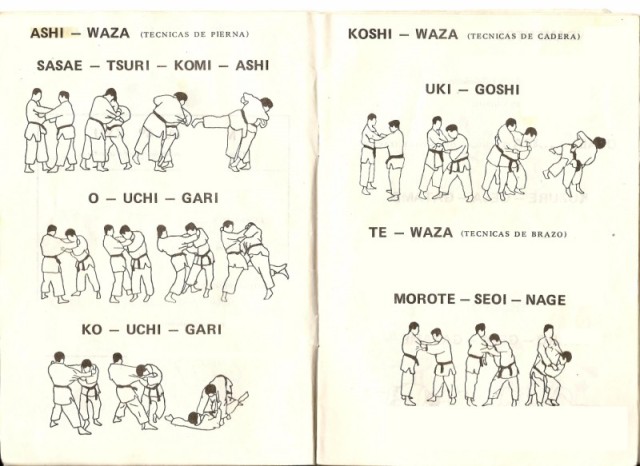 ASHI – WAZA (TECNICAS DE PIERNA)
SASAE – TSURI – KOMI – ASHI
O – UCHI – GARI
KO – UCHI – GARI
KOSHI – WAZA (TECNICAS DE CADERA)
UKI – GOSHI
TE – WAZA (TECNICAS DE BRAZO)
MOROTE – SEOI – NAGE